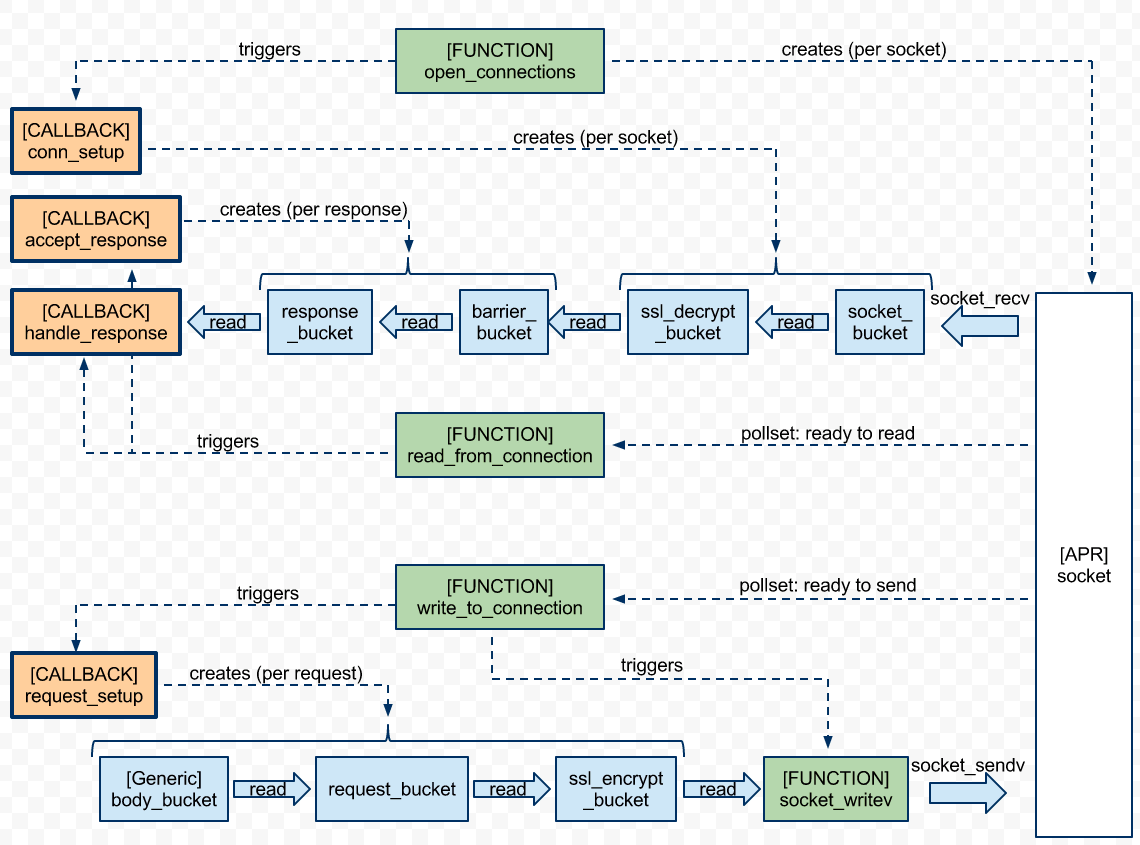 triggers
[FUNCTION]
open_connections
creates (per socket)
[CALLBACK]
conn_setup
creates (per socket)
[CALLBACK]
accept_response
creates (per response)
[CALLBACK]
handle_response
read
response
_bucket
read
barrier_
bucket
read
ssl_decrypt
_bucket
read
socket_
bucket
socket_recv
triggers
[FUNCTION]
read_from_connection
pollset: ready to read
[APR]
socket
triggers
[FUNCTION]
write_to_connection
pollset: ready to send
[CALLBACK]
request_setup
creates (per request)
triggers
[Generic]
body_bucket
read
request_bucket
read
ssl_encrypt
_bucket
read
[FUNCTION]
socket_writev
socket_sendv